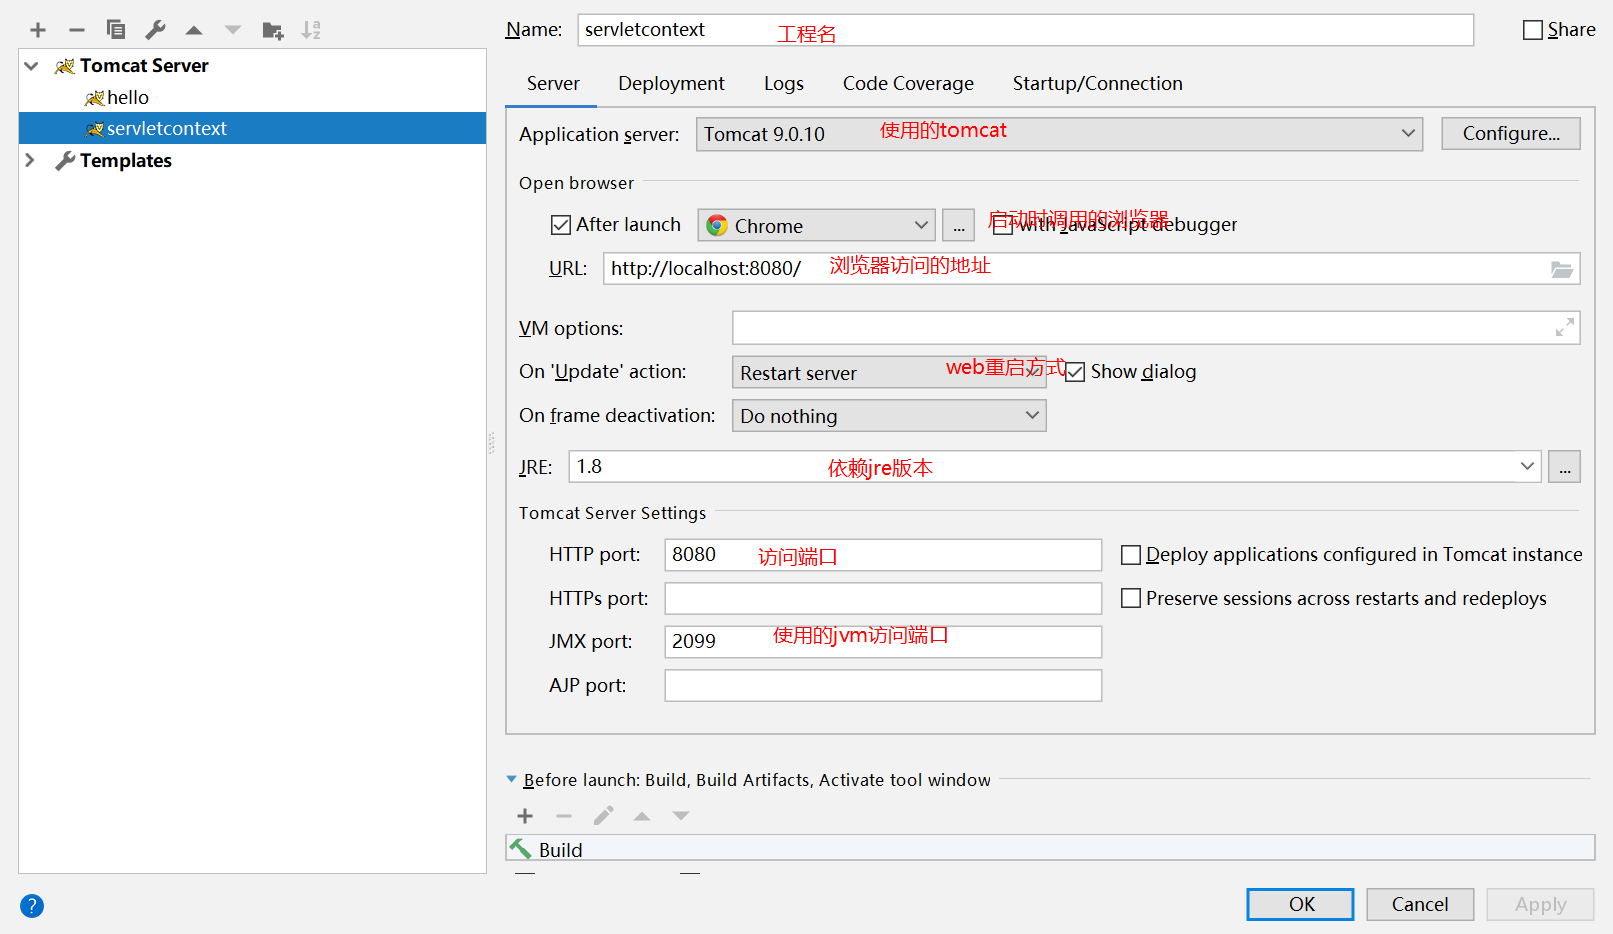 Name: servletcontext 工程名 Share
Tomcat Server
hello
servletcontext
Templates
Server Deployment Logs Code Coverage Startup/Connection
Application server: Tomcat 9.0.10 使用的tomcat Configure...
Open browser
After launch Chrome ... 启动时调用的浏览器 with JavaScript debugger
URL: http://localhost:8080/ 浏览器访问的地址
VM options:
On 'Update' action: Restart server web重启方式 Show dialog
On frame deactivation: Do nothing
JRE: 1.8 依赖jre版本 ...
Tomcat Server Settings
HTTP port: 8080 访问端口 Deploy applications configured in Tomcat instance
HTTPs port: Preserve sessions across restarts and redeploys
JMX port: 2099 使用的jvm访问端口
AJP port:
Before launch: Build, Build Artifacts, Activate tool window
Build
? OK Cancel Apply